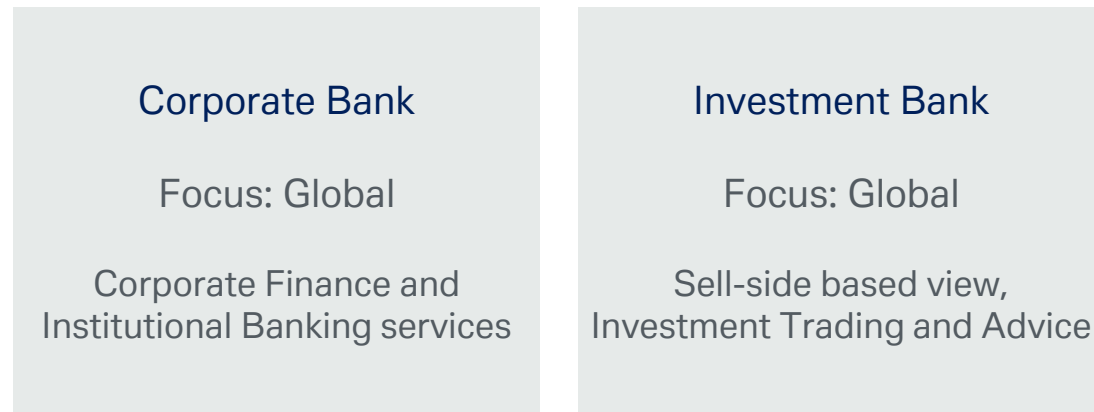 Corporate Bank
Focus: Global
Corporate Finance and
Institutional Banking services
Investment Bank
Focus: Global
Sell-side based view,
Investment Trading and Advice